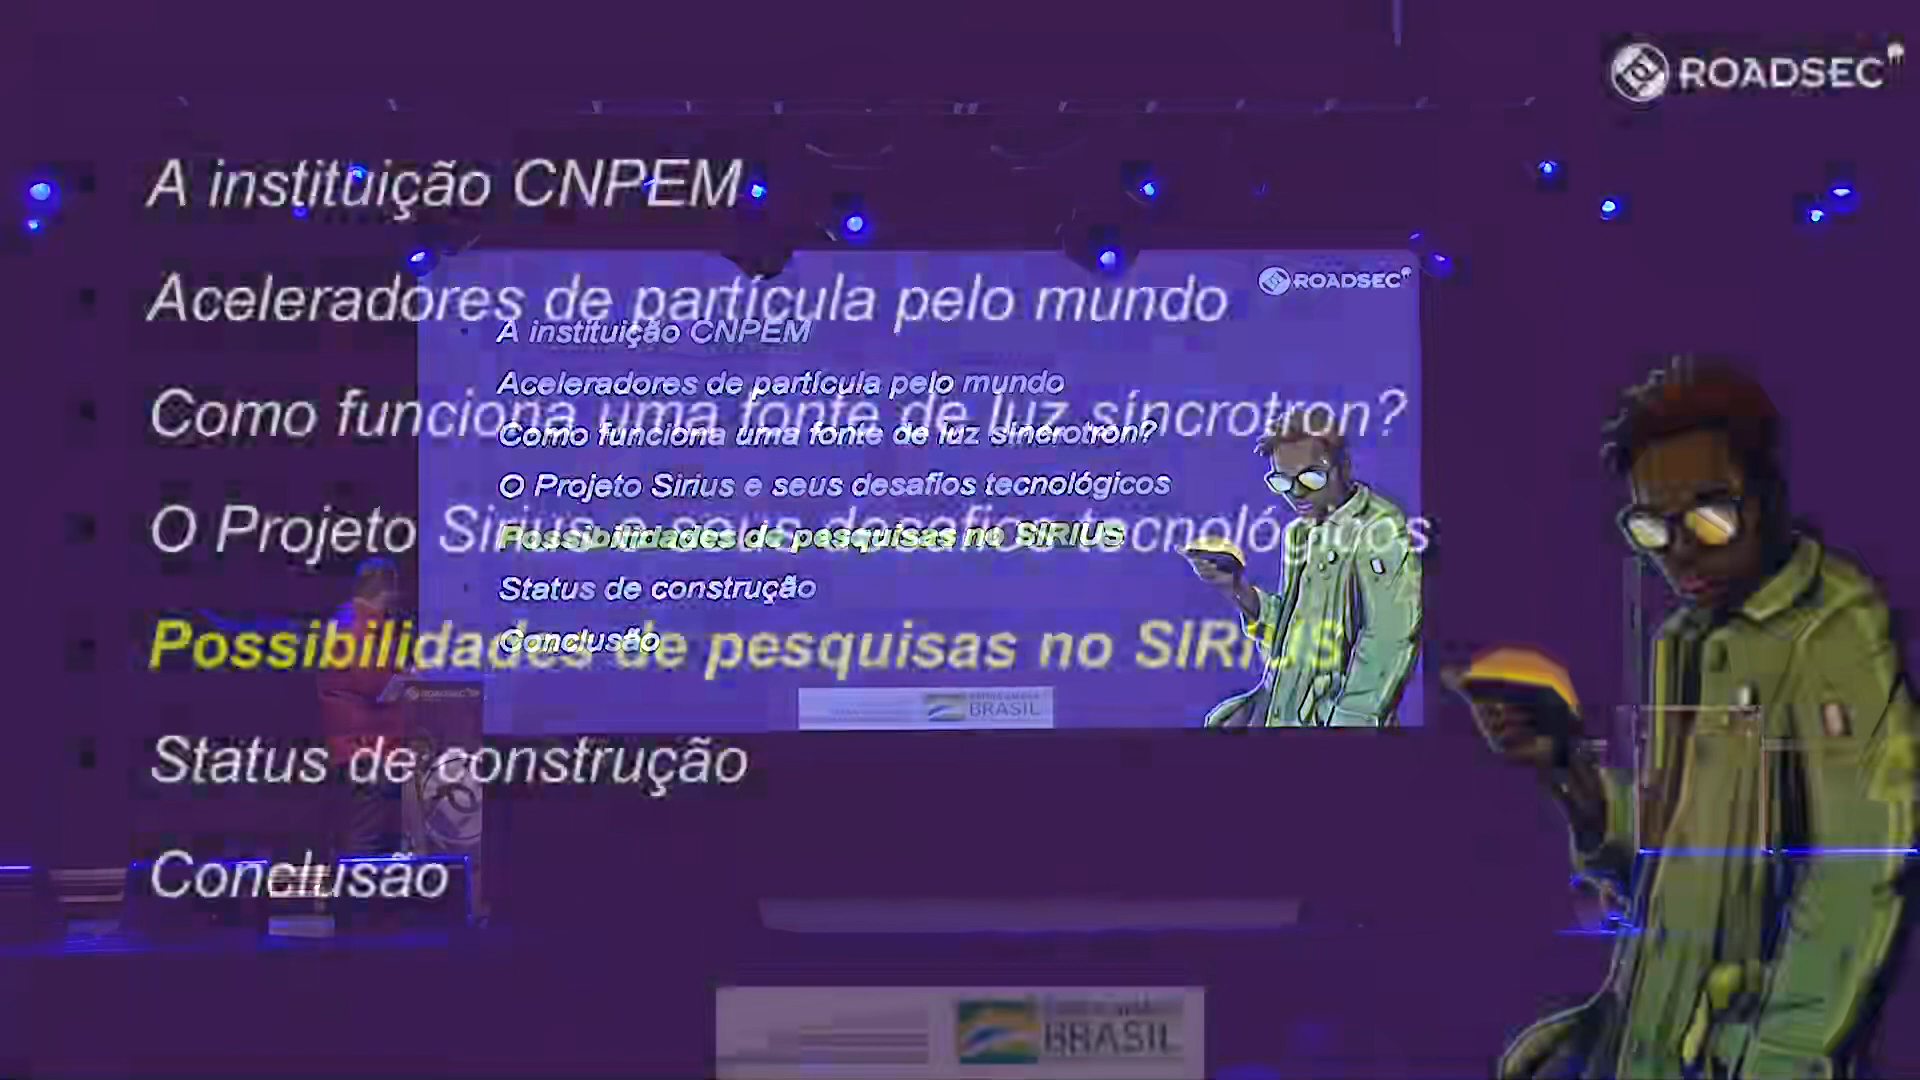 ROADSEC
A instituição CNPEM
Aceleradores de partícula pelo mundo
Como funciona uma fonte de luz síncrotron?
O Projeto Sirius e seus desafios tecnológicos
Possibilidades de pesquisas no SIRIUS
Status de construção
Conclusão
BRASIL
ROADSEC
A instituição CNPEM
Aceleradores de partícula pelo mundo
Como funciona uma fonte de luz síncrotron?
O Projeto Sirius e seus desafios tecnológicos
Possibilidades de pesquisas no SIRIUS
Status de construção
Conclusão
BRASIL
ROADSEC